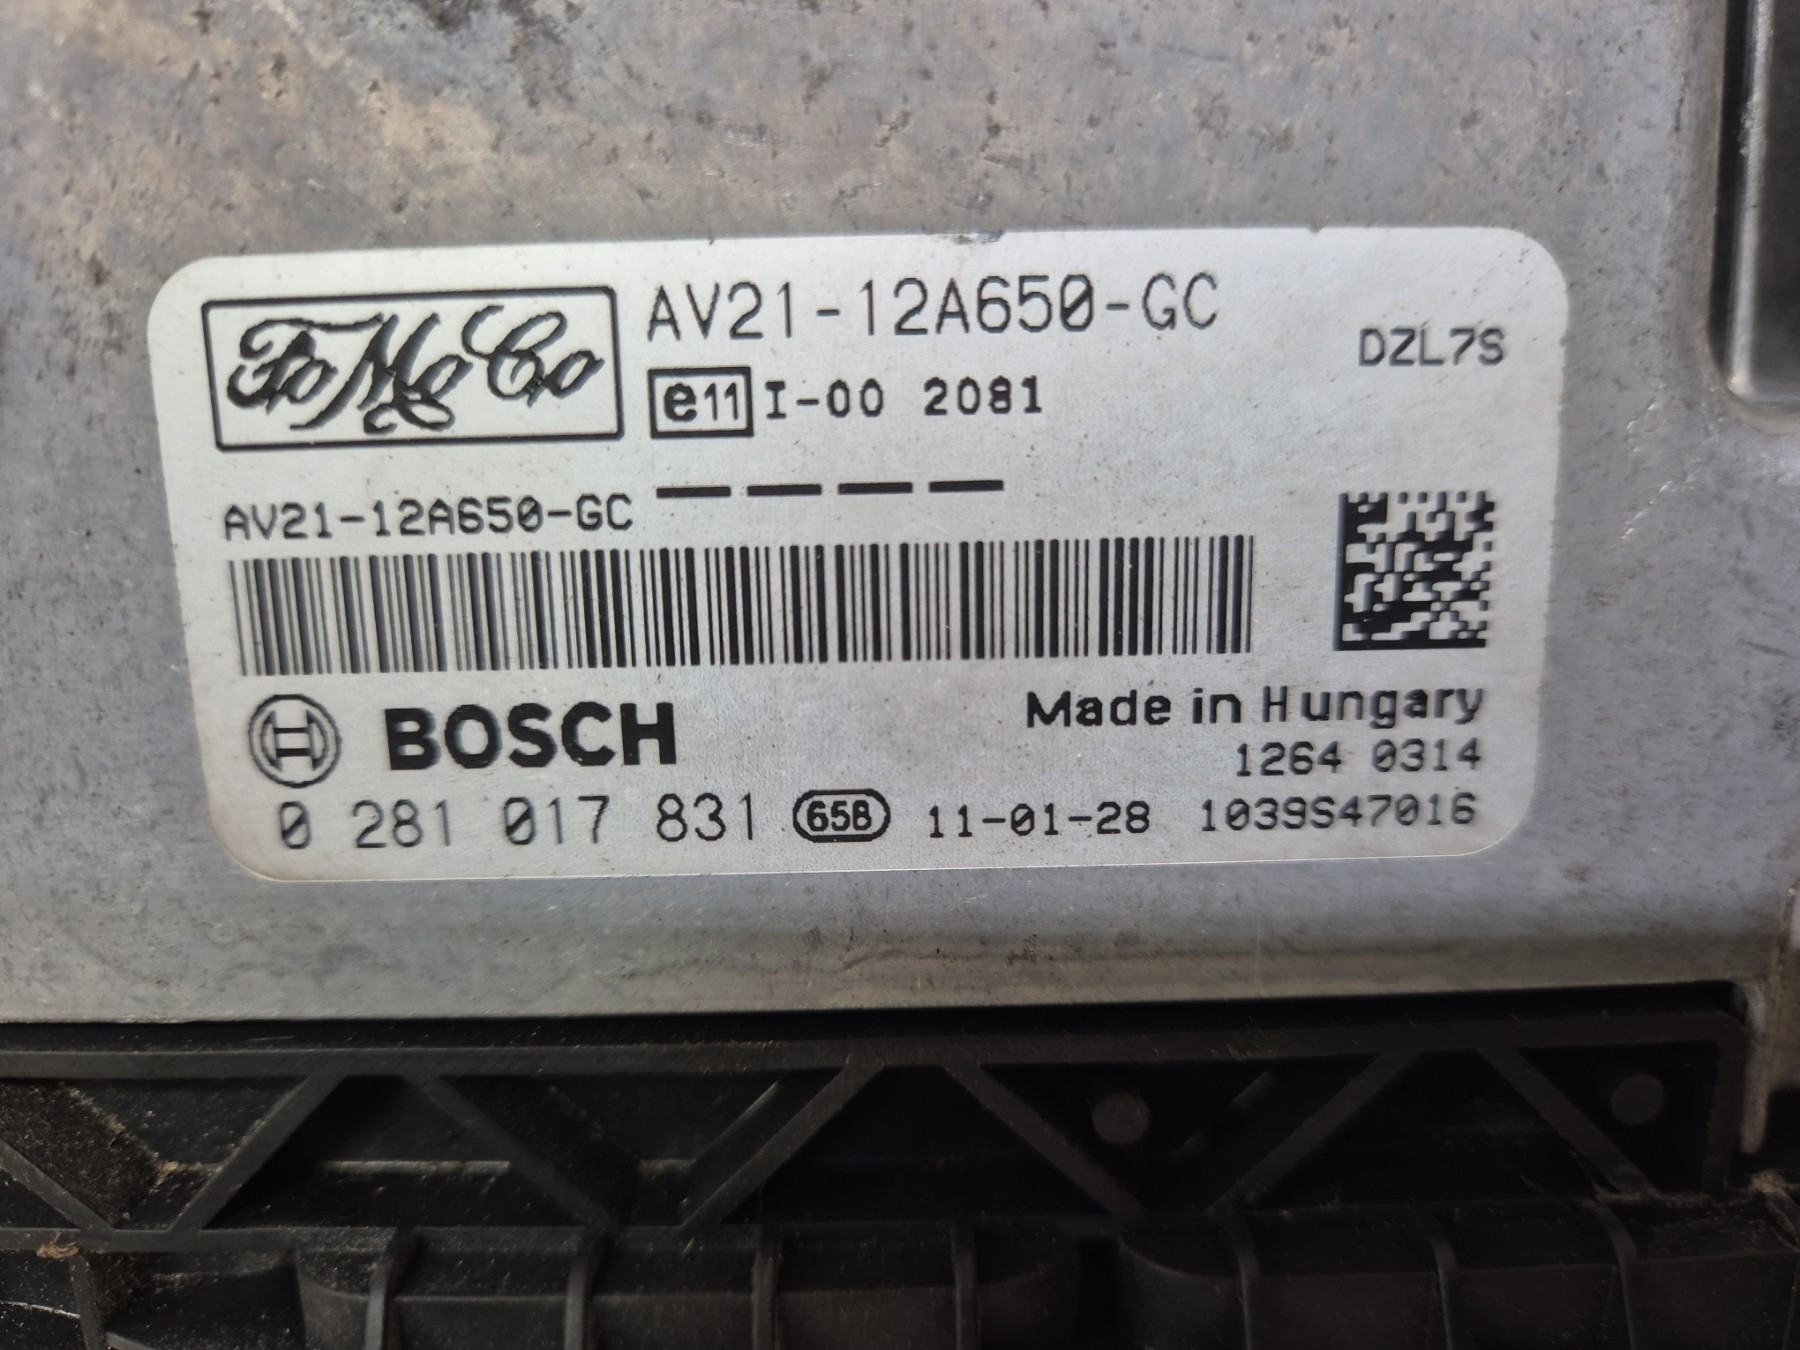 FoMoCo
AV21-12A650-GC
DZL7S
e11 I-00 2081
AV21-12A650-GC
BOSCH
Made in Hungary
1264 0314
0 281 017 831 65B 11-01-28 1039S47016